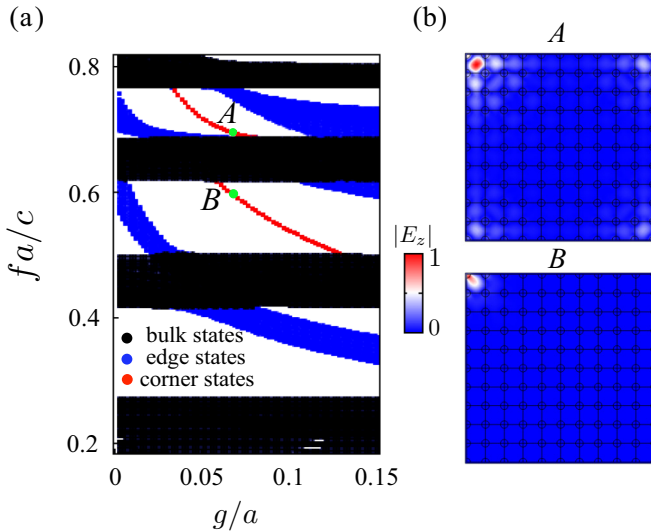 (a)
(b)
0.8
0.6
0.4
0.2
fa/c
A
B
bulk states
edge states
corner states
0
0.05
0.1
0.15
g/a
|E_z|
1
0
A
B